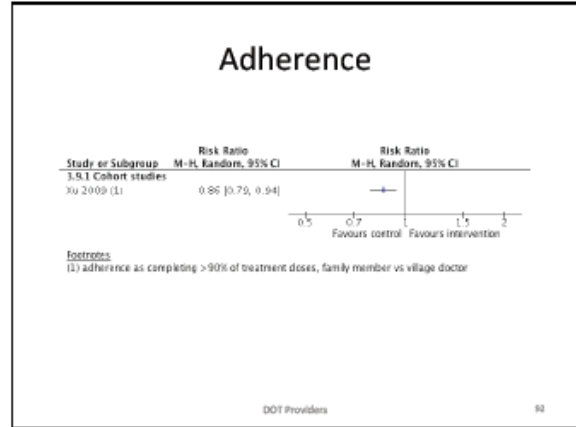 Adherence
Risk Ratio Risk Ratio
Study or Subgroup M-H, Random, 95% CI M-H, Random, 95% CI
3.9.1 Cohort studies
Xu 2009 (1) 0.86 [0.79, 0.94]
0.5 0.7 1 1.5 2
Favours control Favours intervention
Footnotes
(1) adherence as completing >90% of treatment doses, family member vs village doctor
DOT Providers 92